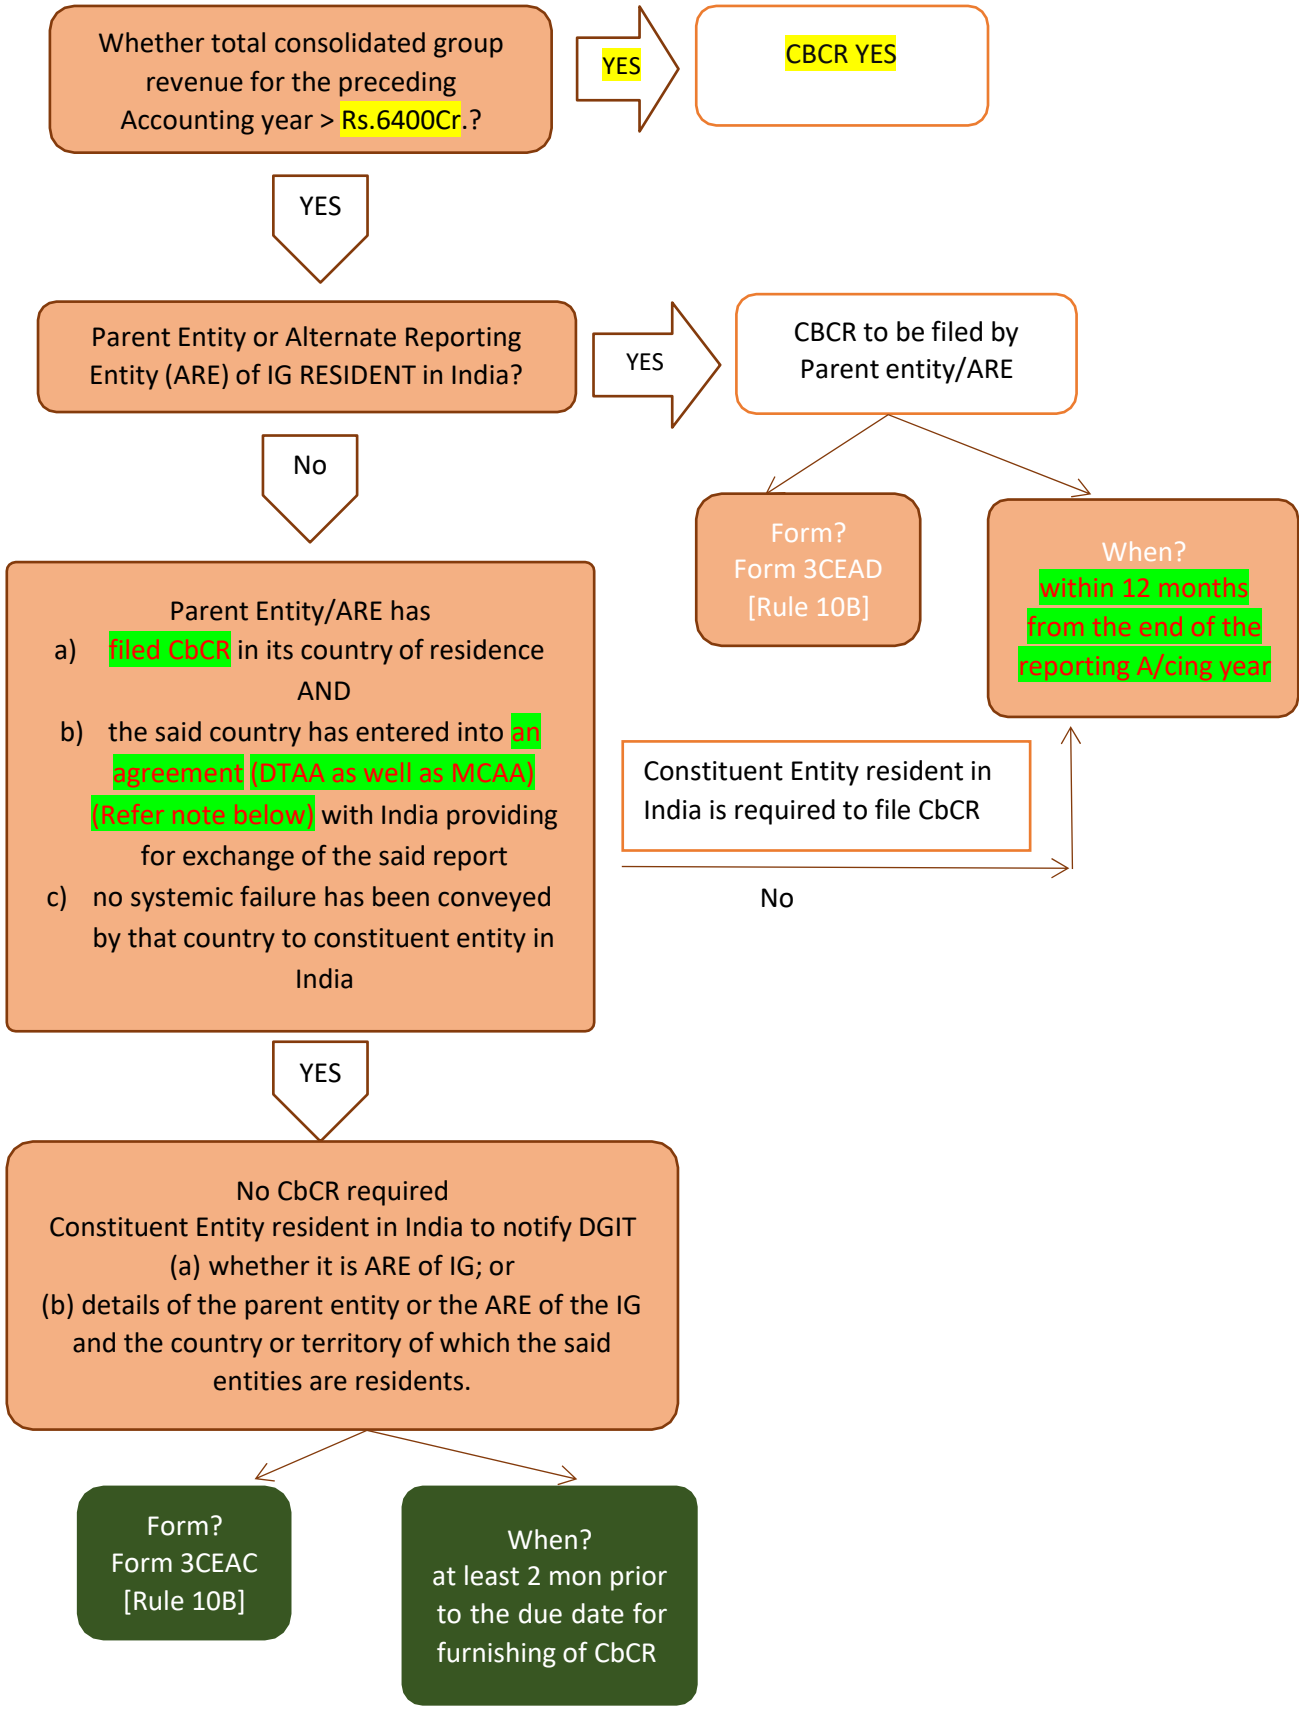 Whether total consolidated group
revenue for the preceding
Accounting year > Rs.6400Cr.?
YES
CBCR YES
YES
Parent Entity or Alternate Reporting
Entity (ARE) of IG RESIDENT in India?
YES
CBCR to be filed by
Parent entity/ARE
No
Form?
Form 3CEAD
[Rule 10B]
When?
within 12 months
from the end of the
reporting A/cing year
Parent Entity/ARE has
a) filed CbCR in its country of residence
AND
b) the said country has entered into an
agreement (DTAA as well as MCAA)
(Refer note below) with India providing
for exchange of the said report
c) no systemic failure has been conveyed
by that country to constituent entity in
India
Constituent Entity resident in
India is required to file CbCR
No
YES
No CbCR required
Constituent Entity resident in India to notify DGIT
(a) whether it is ARE of IG; or
(b) details of the parent entity or the ARE of the IG
and the country or territory of which the said
entities are residents.
Form?
Form 3CEAC
[Rule 10B]
When?
at least 2 mon prior
to the due date for
furnishing of CbCR